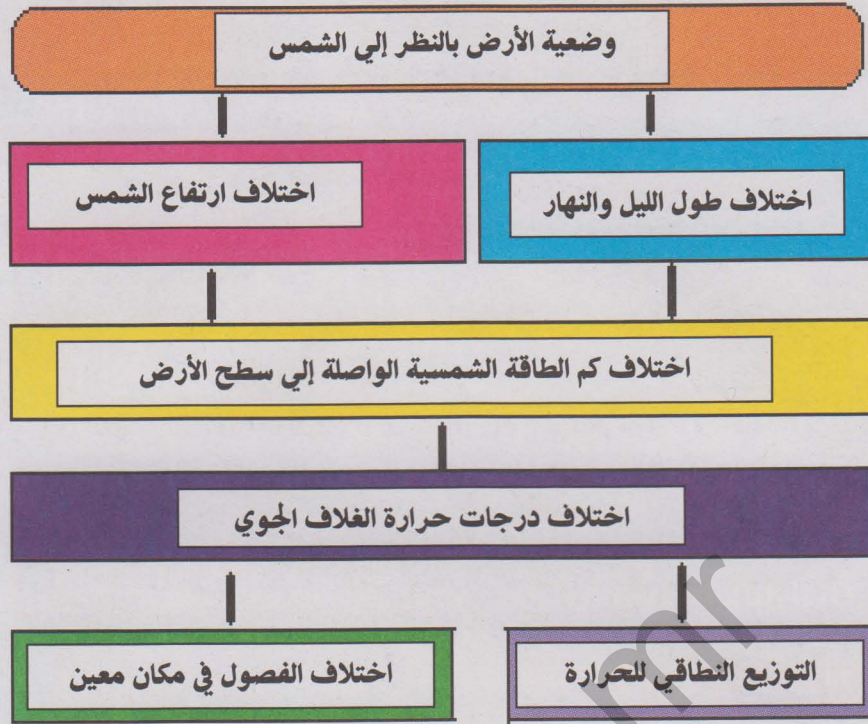 وضعية الأرض بالنظر إلي الشمس
اختلاف طول الليل والنهار
اختلاف ارتفاع الشمس
اختلاف كم الطاقة الشمسية الواصلة إلي سطح الأرض
اختلاف درجات حرارة الغلاف الجوي
التوزيع النطاقي للحرارة
اختلاف الفصول في مكان معين
mr